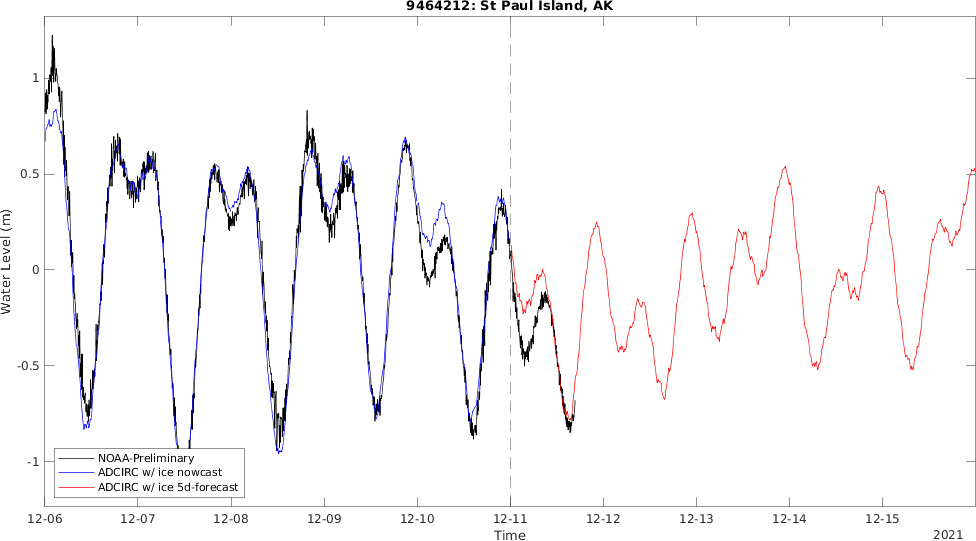 9464212: St Paul Island, AK
Water Level (m)
1
0.5
0
-0.5
-1
NOAA-Preliminary
ADCIRC w/ ice nowcast
ADCIRC w/ ice 5d-forecast
12-06 12-07 12-08 12-09 12-10 12-11 12-12 12-13 12-14 12-15
Time
2021